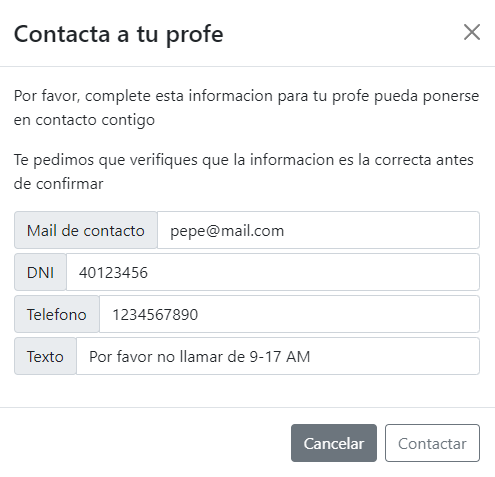 Contacta a tu profe
Por favor, complete esta informacion para tu profe pueda ponerse
en contacto contigo
Te pedimos que verifiques que la informacion es la correcta antes
de confirmar
Mail de contacto pepe@mail.com
DNI 40123456
Telefono 1234567890
Texto Por favor no llamar de 9-17 AM
Cancelar Contactar